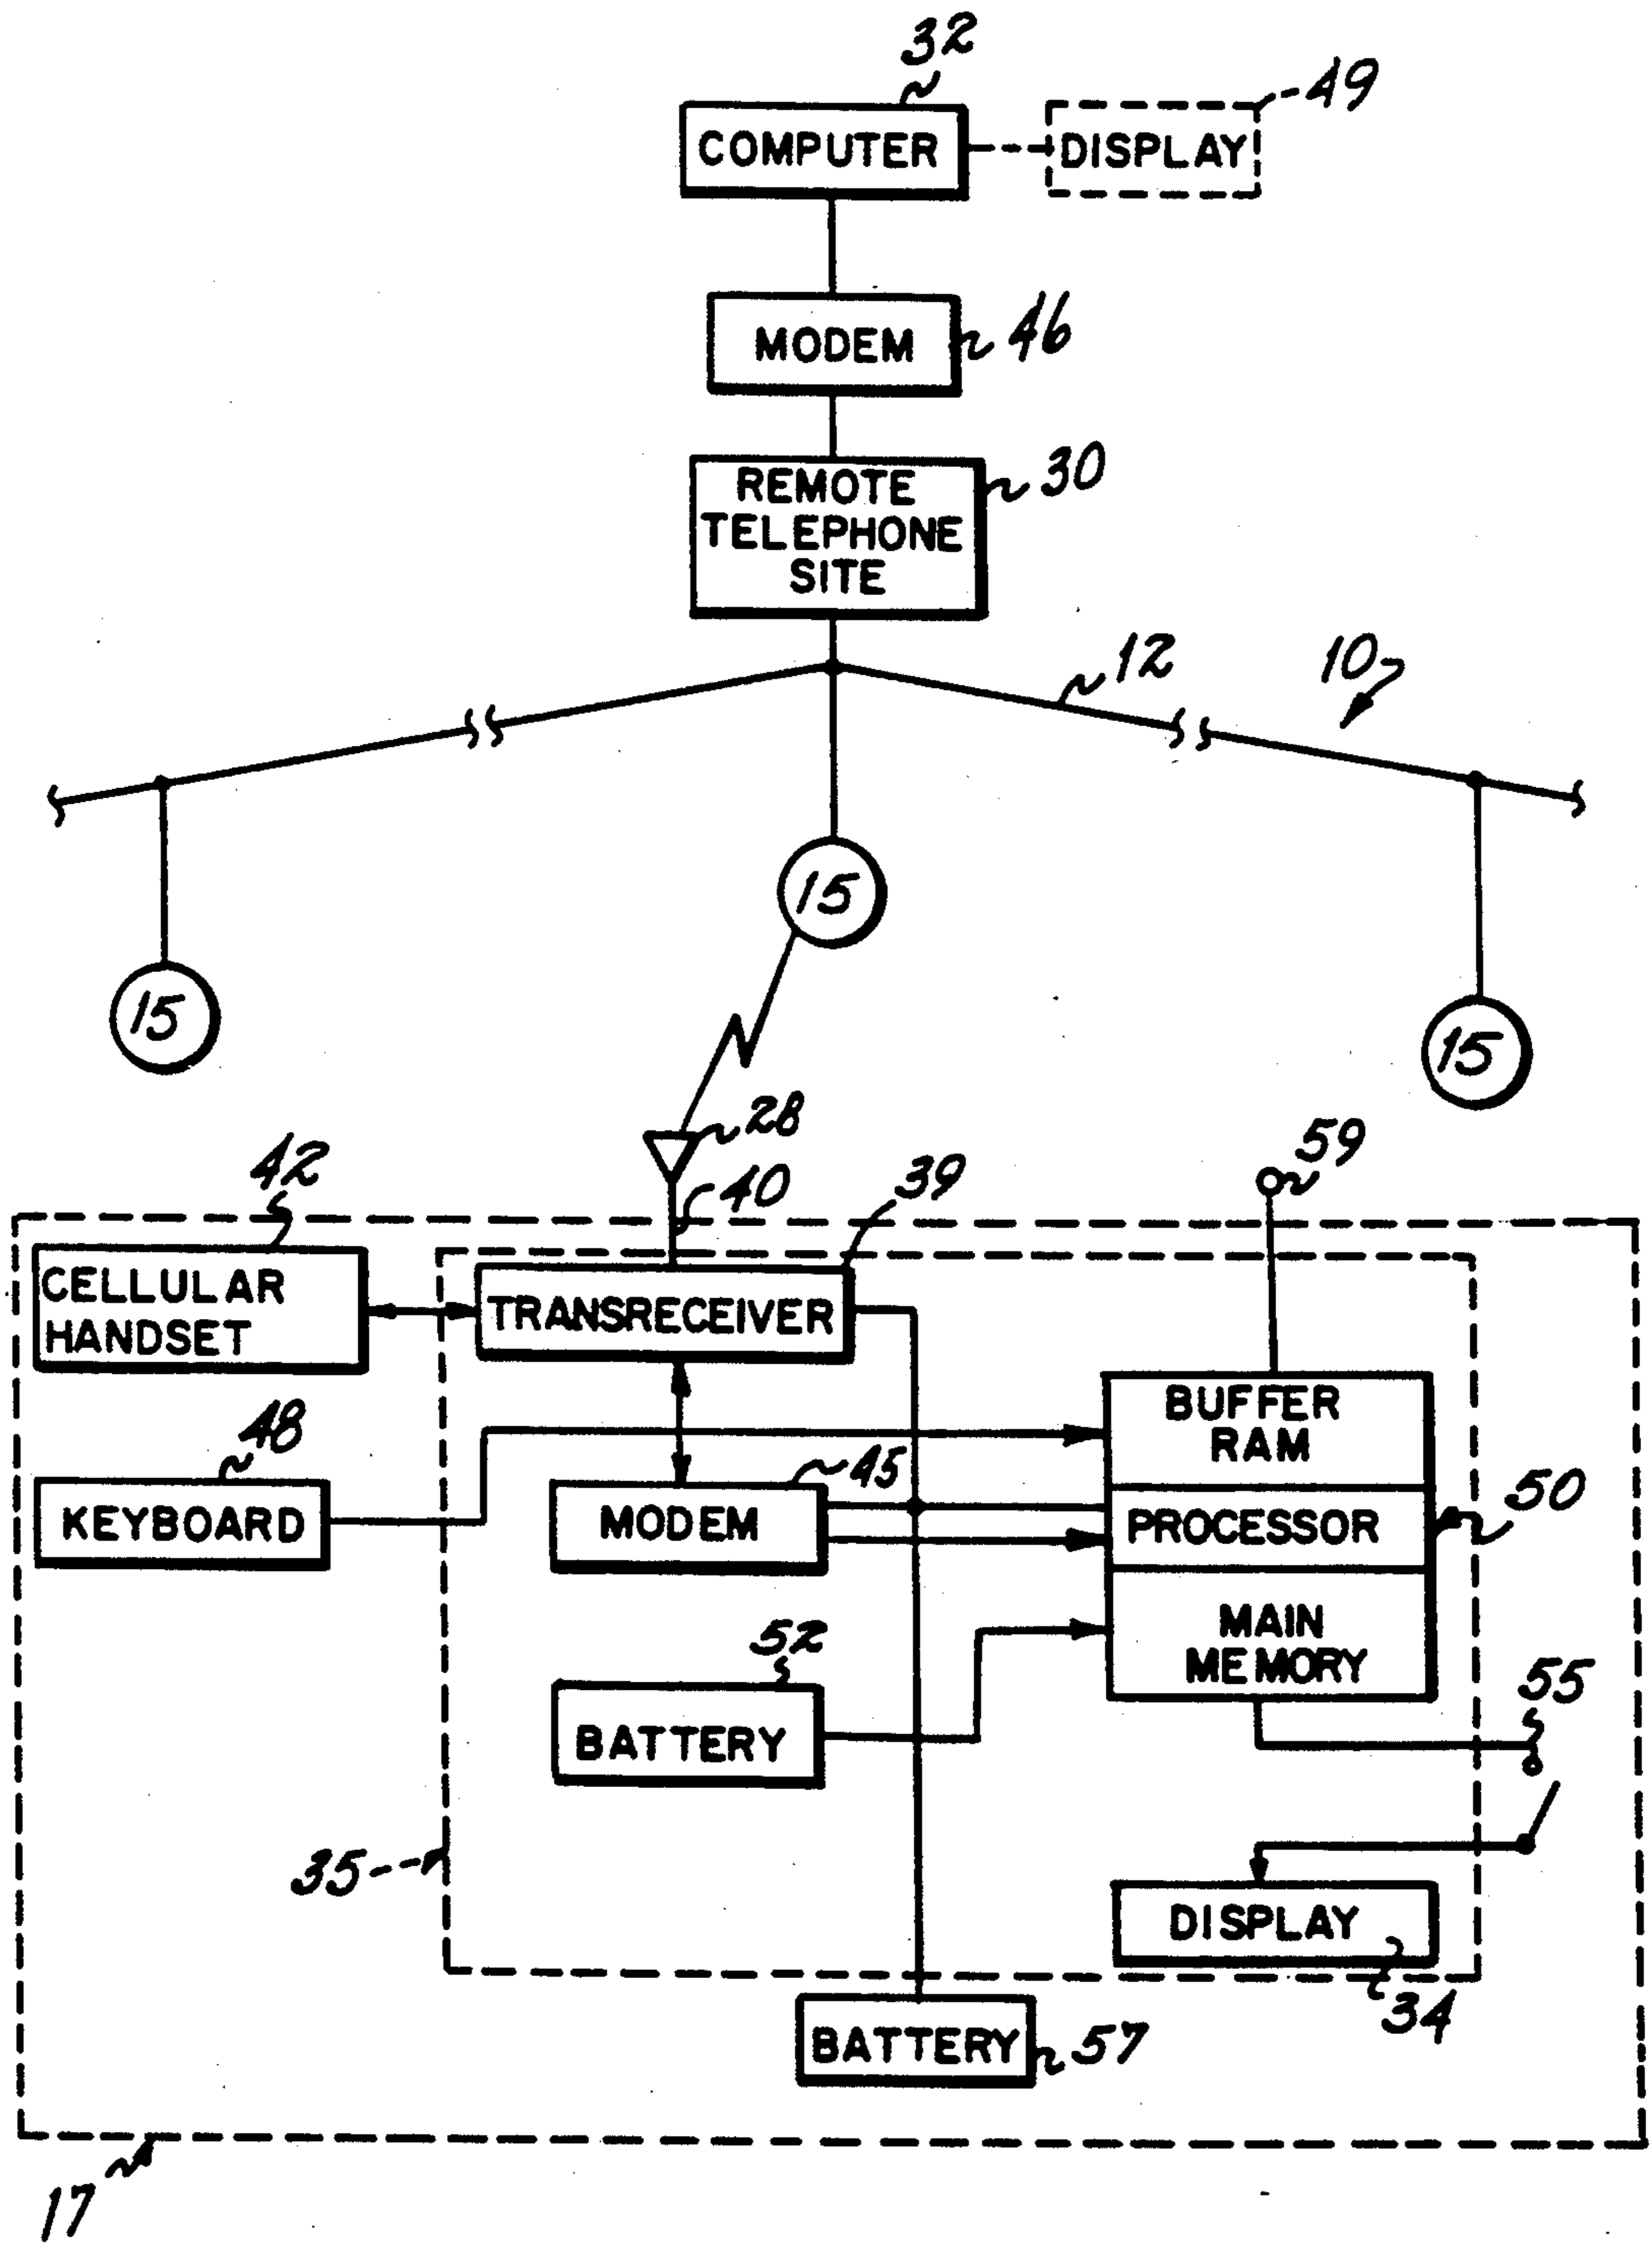 32
49
COMPUTER
DISPLAY
MODEM
46
REMOTE
TELEPHONE
SITE
30
12
10
15
15
15
28
40
39
59
42
CELLULAR
HANDSET
TRANSRECEIVER
BUFFER
RAM
48
45
50
KEYBOARD
MODEM
PROCESSOR
52
MAIN
MEMORY
55
BATTERY
35
DISPLAY
34
BATTERY
57
17